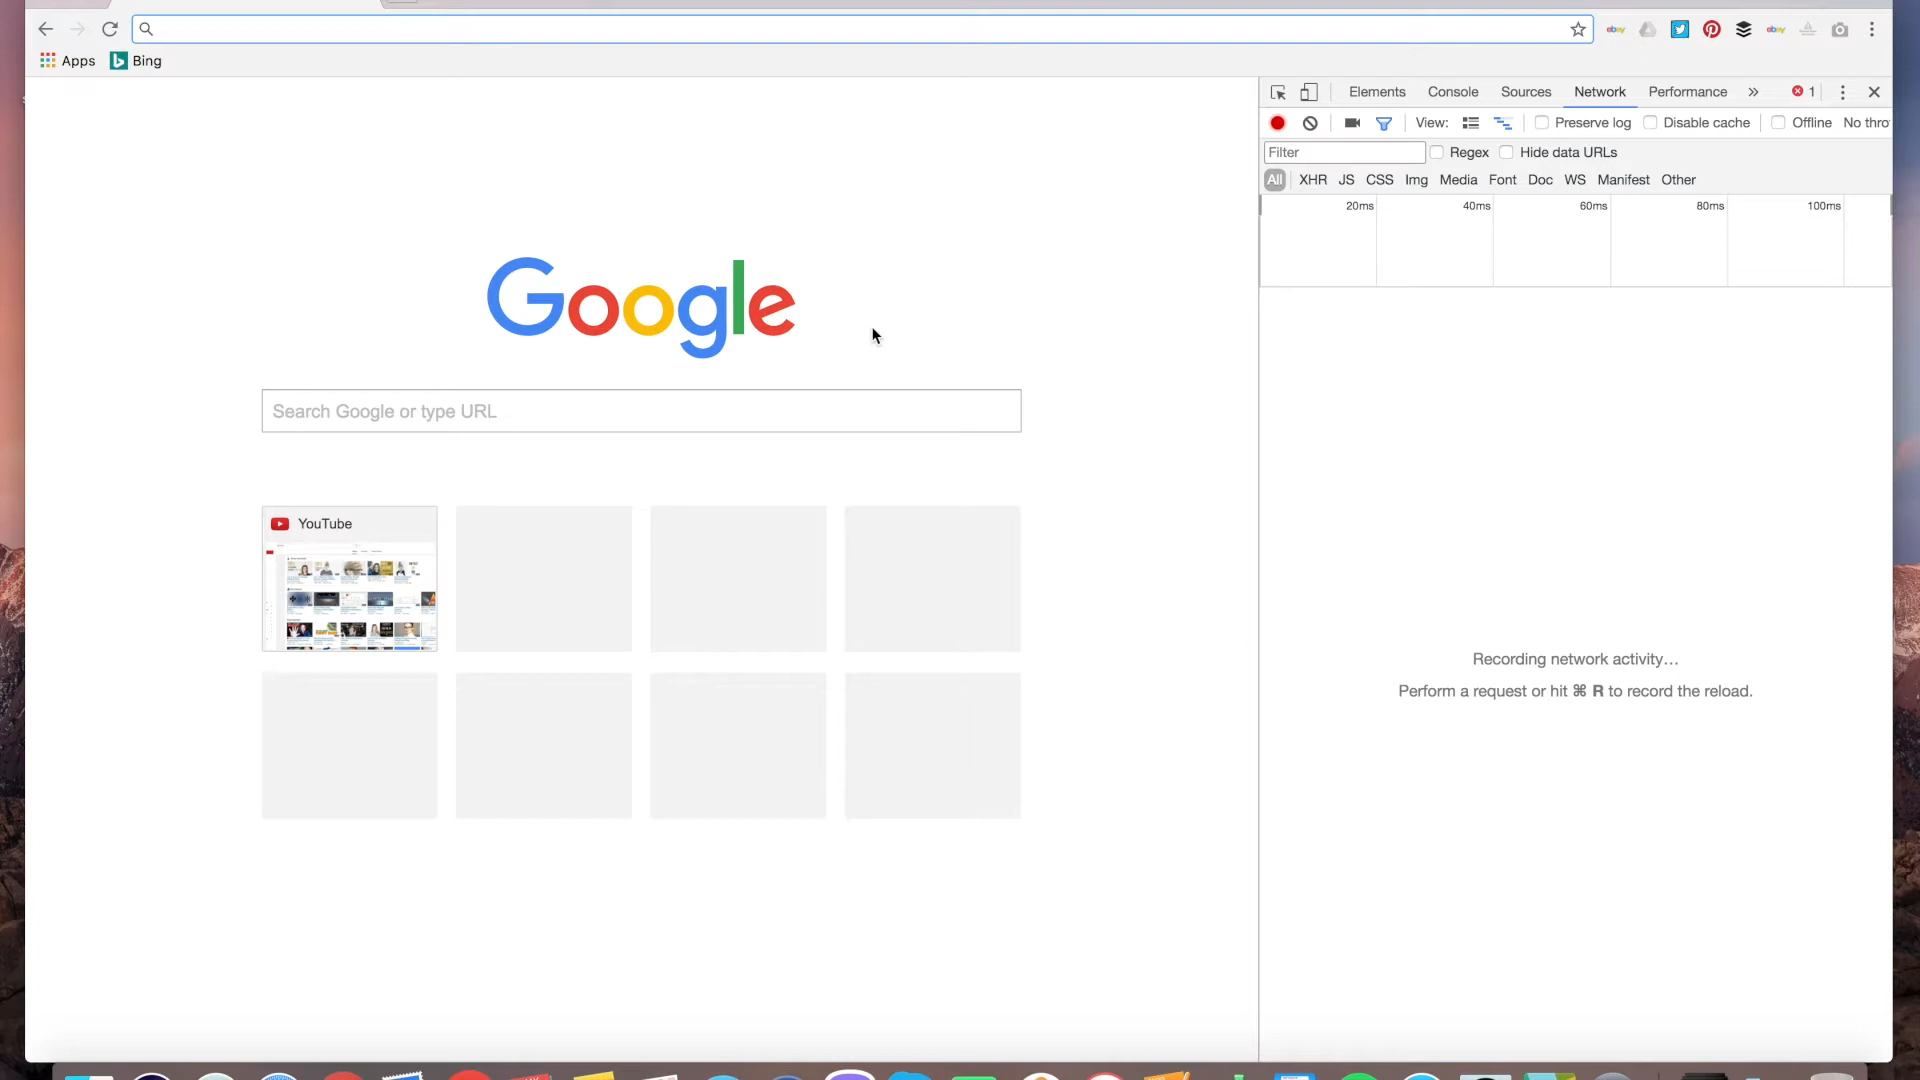 Apps Bing
Elements Console Sources Network Performance » 1
View: Preserve log Disable cache Offline No thro
Filter Regex Hide data URLs
All XHR JS CSS Img Media Font Doc WS Manifest Other
20ms 40ms 60ms 80ms 100ms
Google
Search Google or type URL
YouTube
Recording network activity…
Perform a request or hit ⌘ R to record the reload.
ebay
ebay